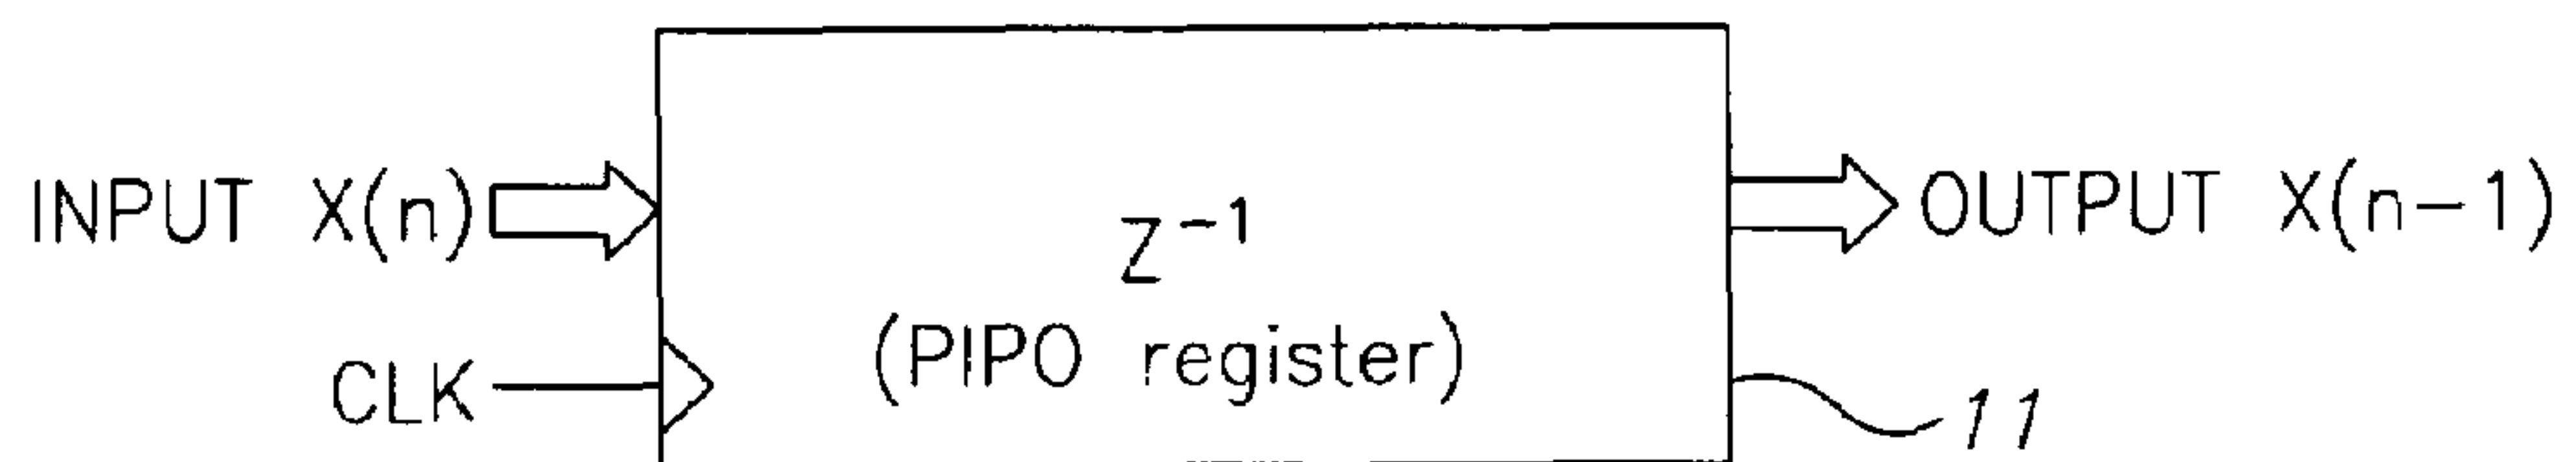 INPUT X(n)
Z⁻¹
OUTPUT X(n-1)
CLK
(PIPO register)
11